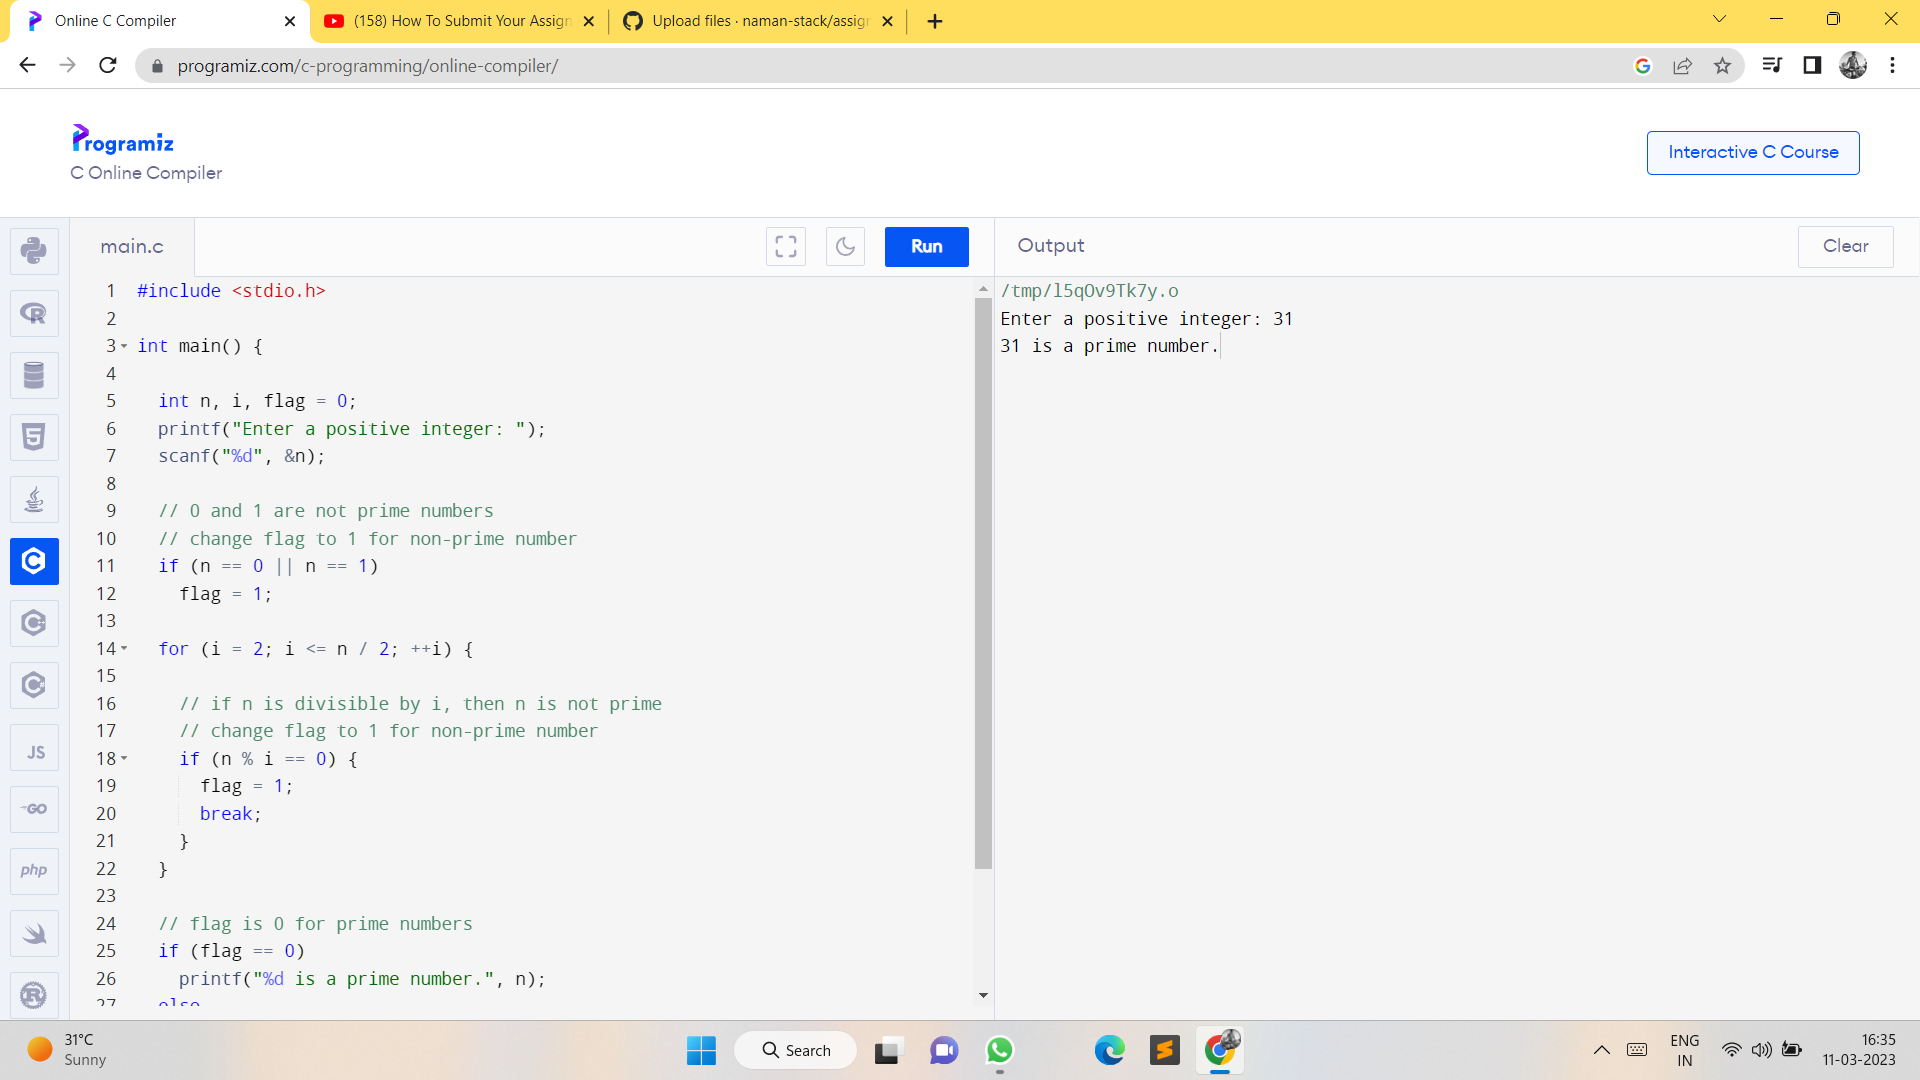 Online C Compiler
(158) How To Submit Your Assign
Upload files · naman-stack/assign
programiz.com/c-programming/online-compiler/
Programiz
C Online Compiler
Interactive C Course
main.c
Run
Output
Clear
1 #include <stdio.h>
2
3 int main() {
4
5 int n, i, flag = 0;
6 printf("Enter a positive integer: ");
7 scanf("%d", &n);
8
9 // 0 and 1 are not prime numbers
10 // change flag to 1 for non-prime number
11 if (n == 0 || n == 1)
12 flag = 1;
13
14 for (i = 2; i <= n / 2; ++i) {
15
16 // if n is divisible by i, then n is not prime
17 // change flag to 1 for non-prime number
18 if (n % i == 0) {
19 flag = 1;
20 break;
21 }
22 }
23
24 // flag is 0 for prime numbers
25 if (flag == 0)
26 printf("%d is a prime number.", n);
27 else
/tmp/l5qOv9Tk7y.o
Enter a positive integer: 31
31 is a prime number.
JS
GO
php
31°C
Sunny
Search
ENG
IN
16:35
11-03-2023